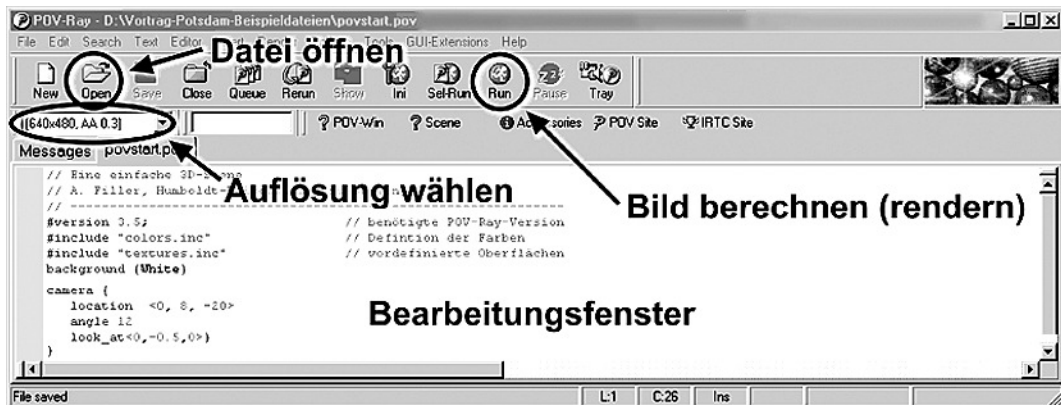 POV-Ray - D:\Vortrag-Potsdam-Beispieldateien\povstart.pov
File Edit Search Text Editor Tools GUI-Extensions Help
Datei öffnen
New Open Save Close Queue Rerun Show Ini Sel-Run Run Pause Tray
[640x480, AA 0.3] POV-Win Scene POV Site IRTC Site
Messages
// Eine einfache 3D-
// A. Filler, Humboldt-
Auflösung wählen
// ------------------------------------------------------------
#version 3.5; // benötigte POV-Ray-Version
#include "colors.inc" // Defintion der Farben
#include "textures.inc" // vordefinierte Oberflächen
background {White}
Bild berechnen (rendern)
camera {
location <0, 8, -20>
angle 12
look_at<0,-0.5,0>}
}
Bearbeitungsfenster
File saved L:1 C:26 Ins